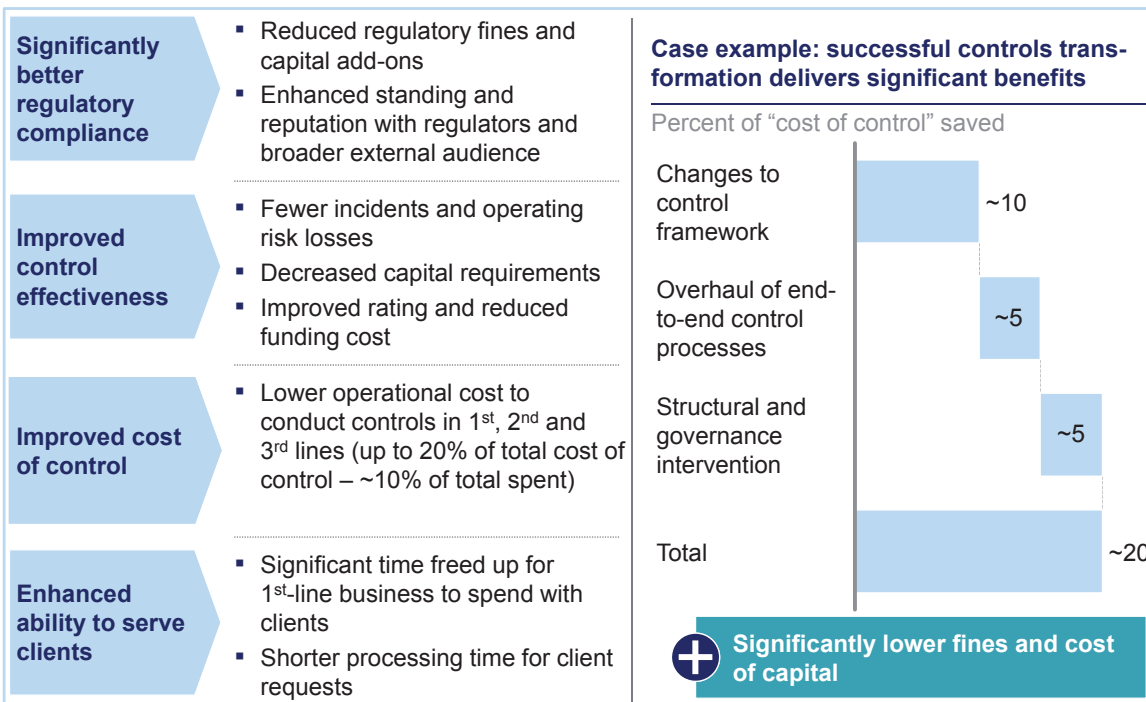 Significantly
better
regulatory
compliance
▪ Reduced regulatory fines and
capital add-ons
▪ Enhanced standing and
reputation with regulators and
broader external audience
Improved
control
effectiveness
▪ Fewer incidents and operating
risk losses
▪ Decreased capital requirements
▪ Improved rating and reduced
funding cost
Improved cost
of control
▪ Lower operational cost to
conduct controls in 1st, 2nd and
3rd lines (up to 20% of total cost of
control – ~10% of total spent)
Enhanced
ability to serve
clients
▪ Significant time freed up for
1st-line business to spend with
clients
▪ Shorter processing time for client
requests
Case example: successful controls trans-
formation delivers significant benefits
Percent of “cost of control” saved
Changes to
control
framework
~10
Overhaul of end-
to-end control
processes
~5
Structural and
governance
intervention
~5
Total
~20
Significantly lower fines and cost
of capital